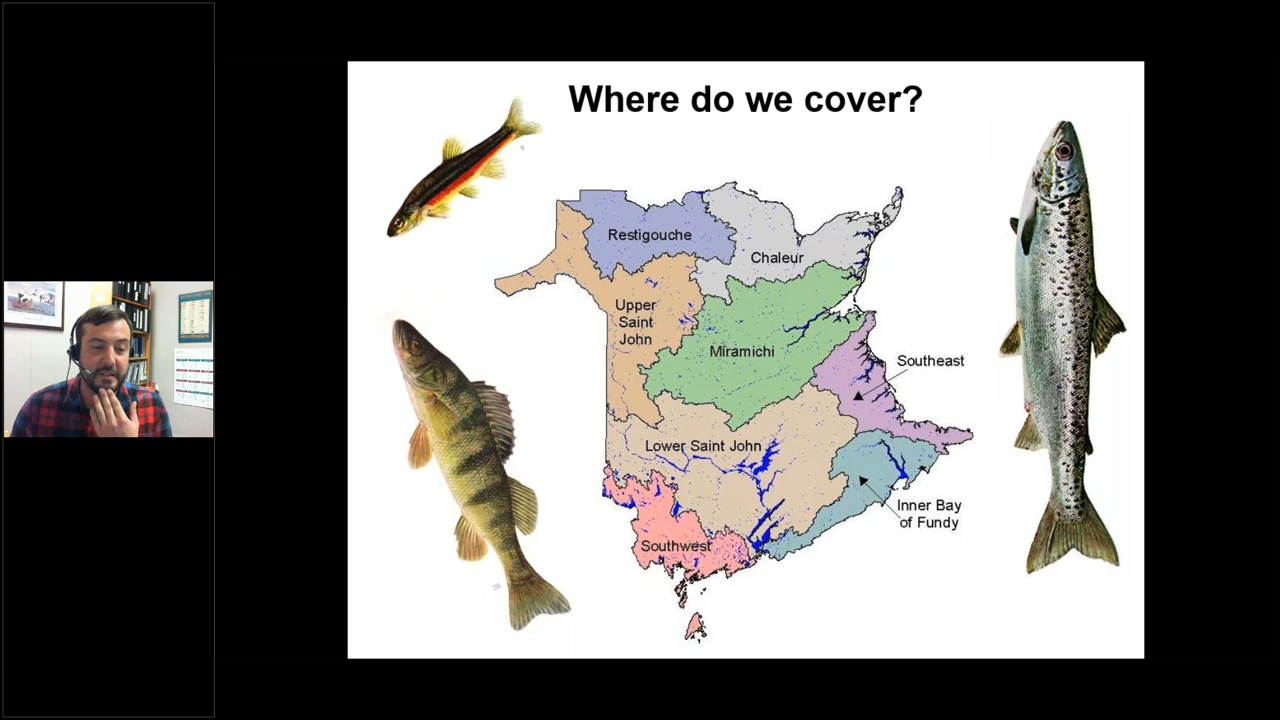 Where do we cover?
Restigouche
Chaleur
Upper
Saint
John
Miramichi
Southeast
Lower Saint John
Inner Bay
of Fundy
Southwest